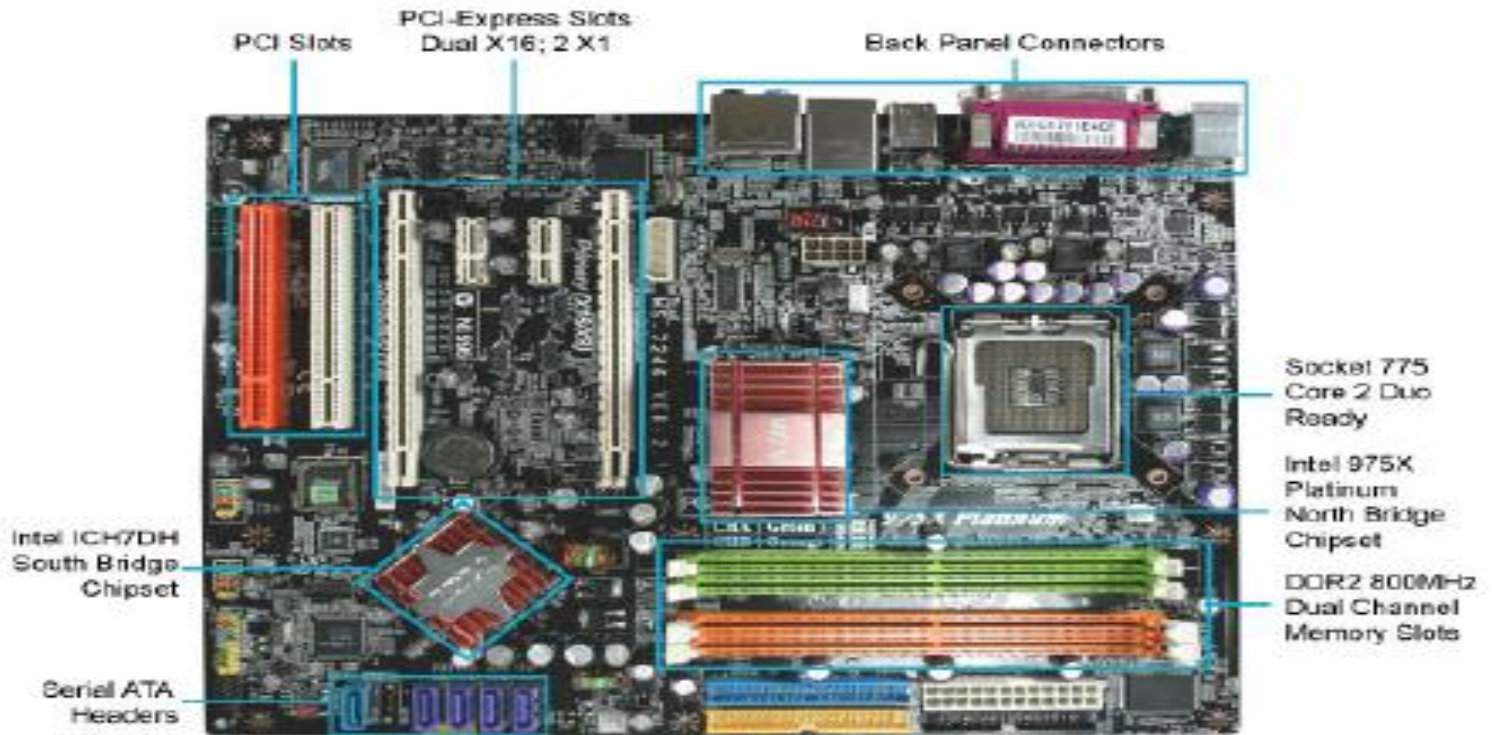 PCI-Express Slots
Dual X16; 2 X1
PCI Slots
Back Panel Connectors
Socket 775
Core 2 Duo
Ready
Intel 975X
Platinum
North Bridge
Chipset
Intel ICH7DH
South Bridge
Chipset
DDR2 800MHz
Dual Channel
Memory Slots
Serial ATA
Headers
975X Platinum